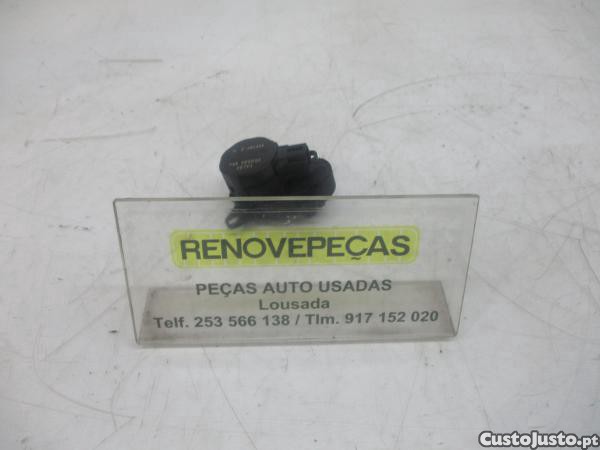 RENOVEPEÇAS
PEÇAS AUTO USADAS
Lousada
Telf. 253 566 138 / Tlm. 917 152 020
CustoJusto.pt